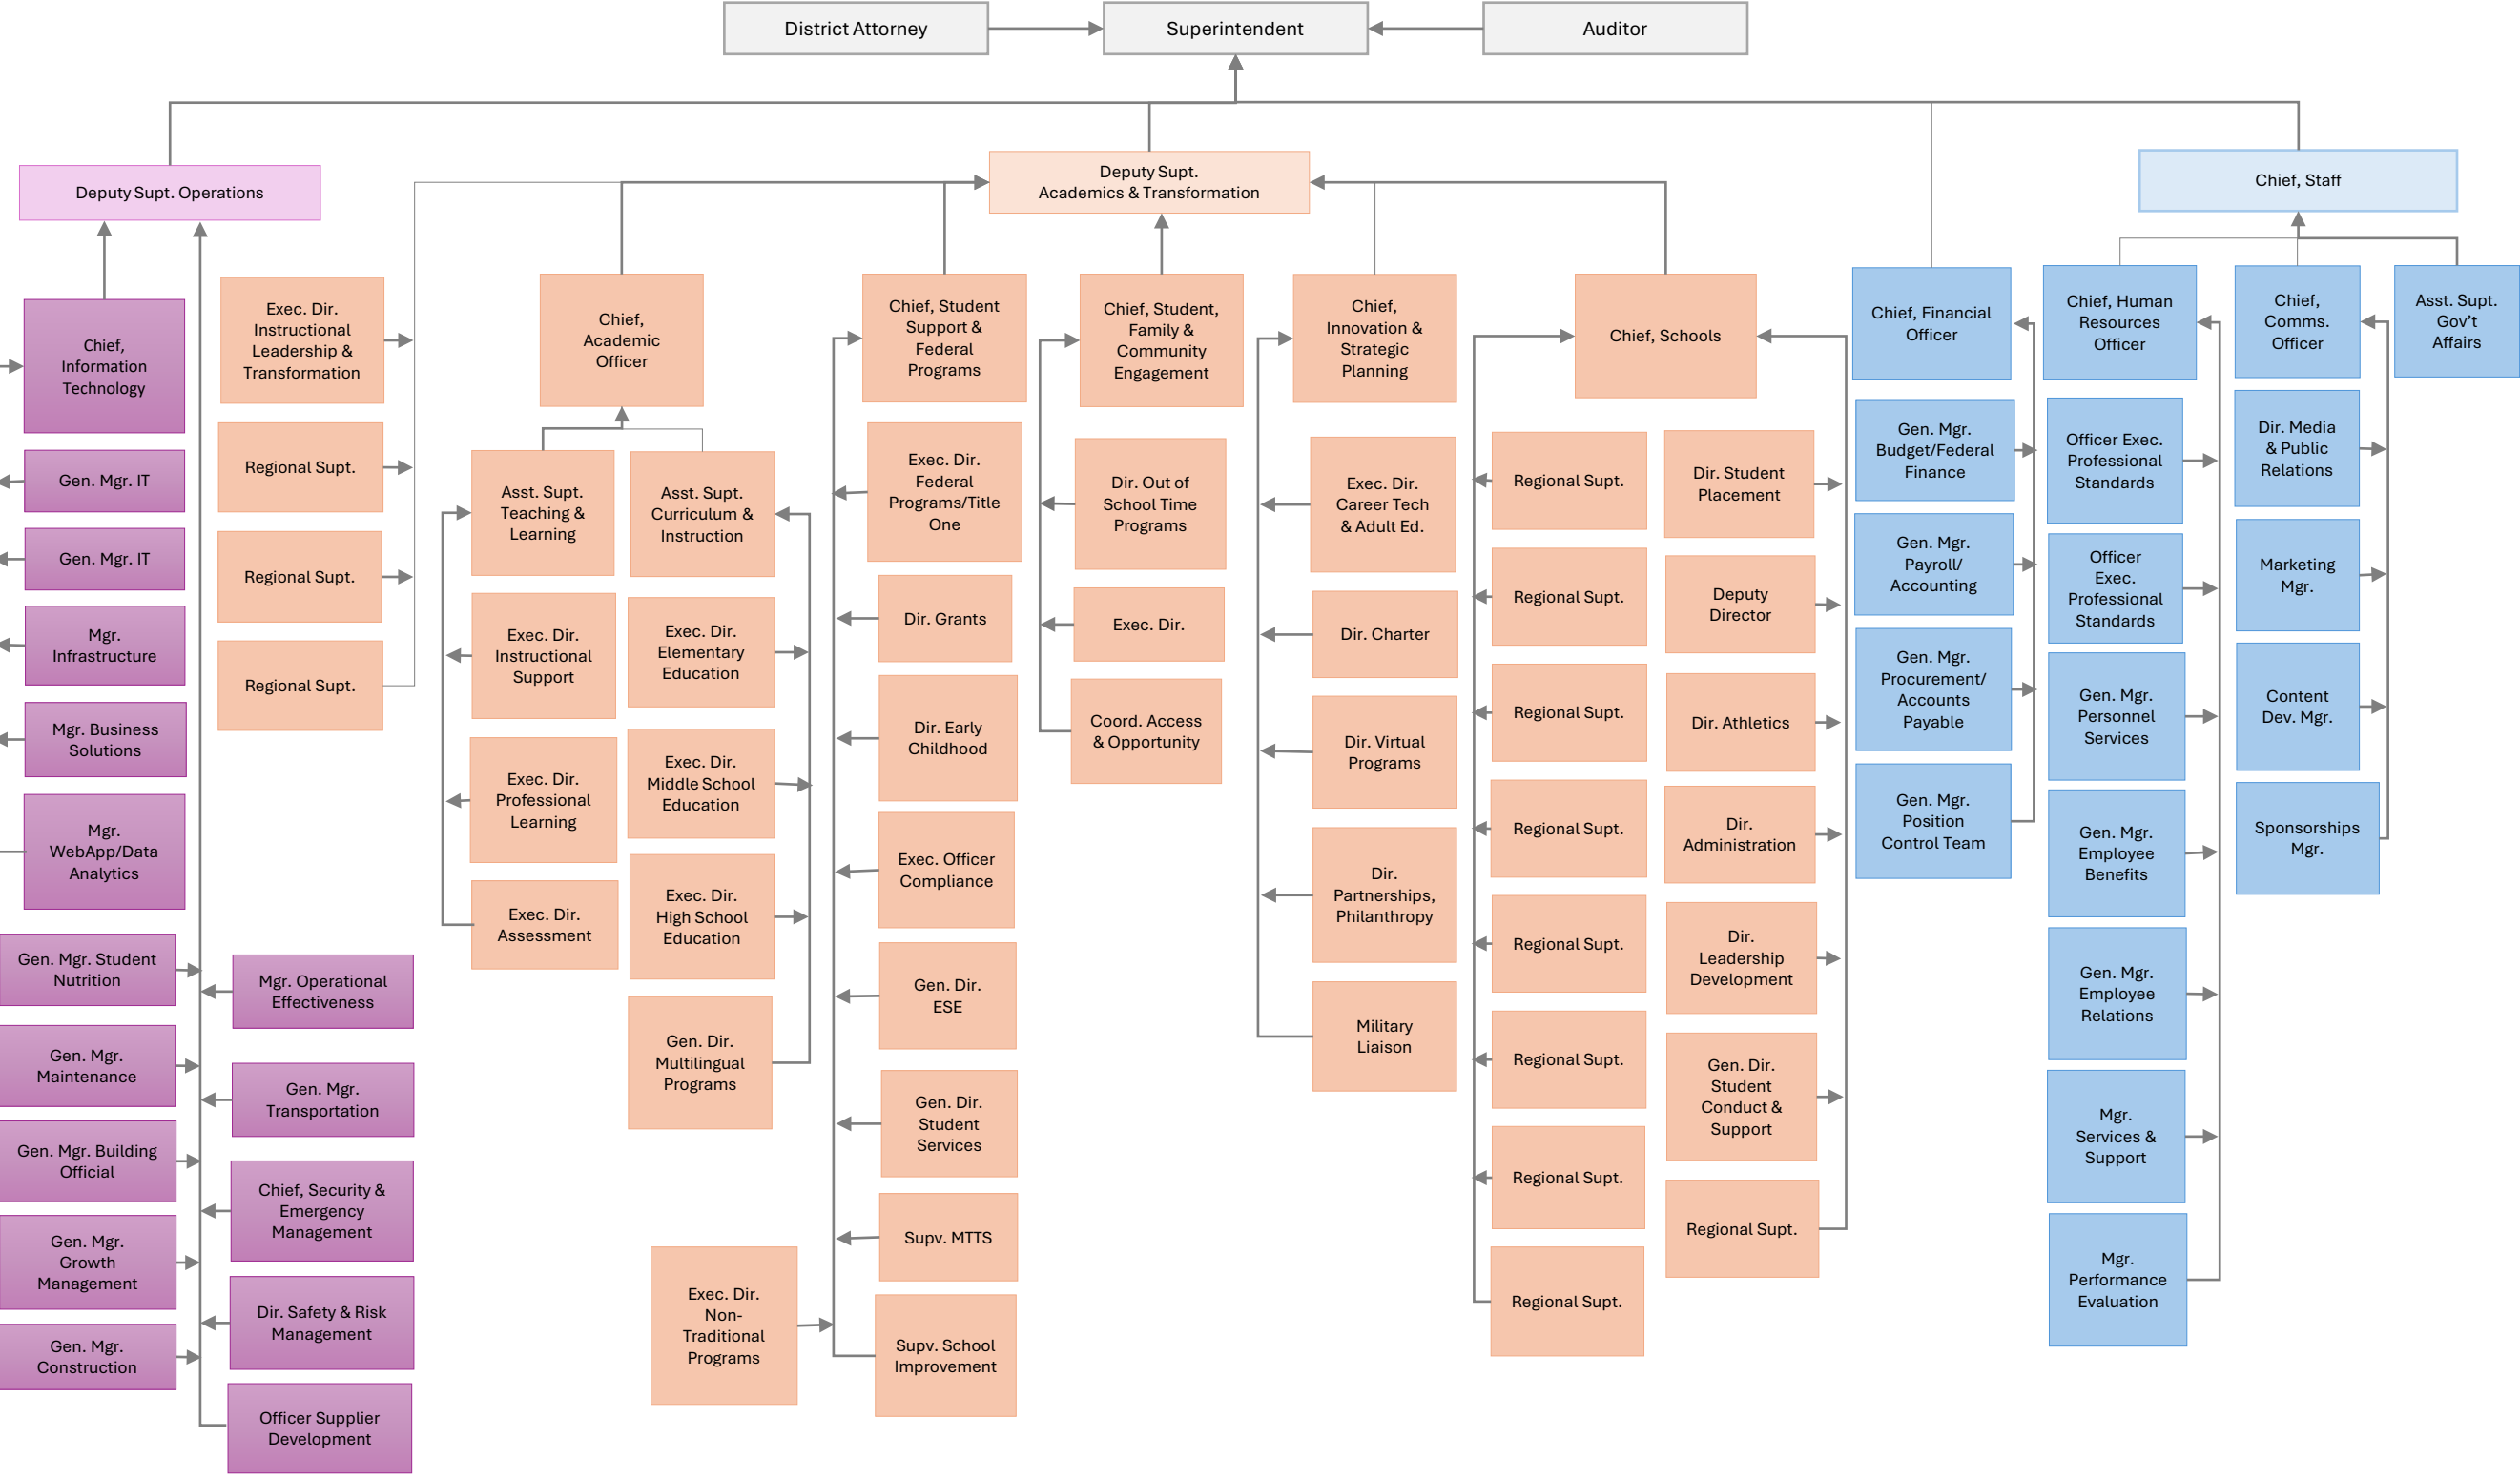 District Attorney
Superintendent
Auditor
Deputy Supt. Operations
Deputy Supt.
Academics & Transformation
Chief, Staff
Chief,
Information
Technology
Gen. Mgr. IT
Gen. Mgr. IT
Mgr.
Infrastructure
Mgr. Business
Solutions
Mgr.
WebApp/Data
Analytics
Gen. Mgr. Student
Nutrition
Gen. Mgr.
Maintenance
Gen. Mgr. Building
Official
Gen. Mgr.
Growth
Management
Gen. Mgr.
Construction
Mgr. Operational
Effectiveness
Gen. Mgr.
Transportation
Chief, Security &
Emergency
Management
Dir. Safety & Risk
Management
Officer Supplier
Development
Exec. Dir.
Instructional
Leadership &
Transformation
Regional Supt.
Regional Supt.
Regional Supt.
Chief,
Academic
Officer
Asst. Supt.
Teaching &
Learning
Exec. Dir.
Instructional
Support
Exec. Dir.
Professional
Learning
Exec. Dir.
Assessment
Asst. Supt.
Curriculum &
Instruction
Exec. Dir.
Elementary
Education
Exec. Dir.
Middle School
Education
Exec. Dir.
High School
Education
Gen. Dir.
Multilingual
Programs
Exec. Dir.
Non-
Traditional
Programs
Chief, Student
Support &
Federal
Programs
Exec. Dir.
Federal
Programs/Title
One
Dir. Grants
Dir. Early
Childhood
Exec. Officer
Compliance
Gen. Dir.
ESE
Gen. Dir.
Student
Services
Supv. MTTS
Supv. School
Improvement
Chief, Student,
Family &
Community
Engagement
Dir. Out of
School Time
Programs
Exec. Dir.
Coord. Access
& Opportunity
Chief,
Innovation &
Strategic
Planning
Exec. Dir.
Career Tech
& Adult Ed.
Dir. Charter
Dir. Virtual
Programs
Dir.
Partnerships,
Philanthropy
Military
Liaison
Chief, Schools
Regional Supt.
Regional Supt.
Regional Supt.
Regional Supt.
Regional Supt.
Regional Supt.
Regional Supt.
Regional Supt.
Dir. Student
Placement
Deputy
Director
Dir. Athletics
Dir.
Administration
Dir.
Leadership
Development
Gen. Dir.
Student
Conduct &
Support
Regional Supt.
Chief, Financial
Officer
Gen. Mgr.
Budget/Federal
Finance
Gen. Mgr.
Payroll/
Accounting
Gen. Mgr.
Procurement/
Accounts
Payable
Gen. Mgr.
Position
Control Team
Chief, Human
Resources
Officer
Officer Exec.
Professional
Standards
Officer
Exec.
Professional
Standards
Gen. Mgr.
Personnel
Services
Gen. Mgr.
Employee
Benefits
Gen. Mgr.
Employee
Relations
Mgr.
Services &
Support
Mgr.
Performance
Evaluation
Chief,
Comms.
Officer
Dir. Media
& Public
Relations
Marketing
Mgr.
Content
Dev. Mgr.
Sponsorships
Mgr.
Asst. Supt.
Gov’t
Affairs